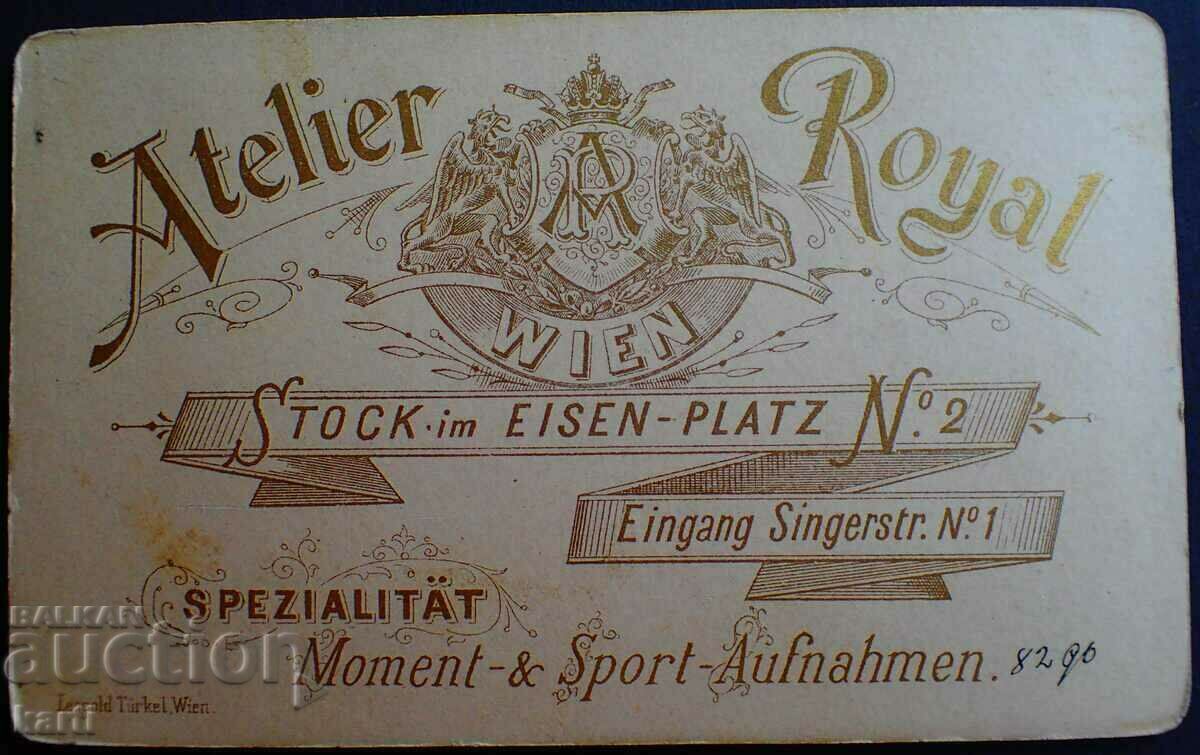 Atelier Royal
AR
WIEN
STOCK·im EISEN-PLATZ No. 2
Eingang Singerstr. No. 1
SPEZIALITÄT
Moment-& Sport-Aufnahmen. 8290
Leopold Türkel, Wien.
BALKAN
auction
karti